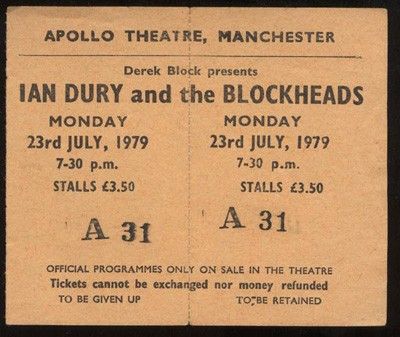 APOLLO THEATRE, MANCHESTER
Derek Block presents
IAN DURY and the BLOCKHEADS
MONDAY MONDAY
23rd JULY, 1979 23rd JULY, 1979
7-30 p.m. 7-30 p.m.
STALLS £3.50 STALLS £3.50
A 31 A 31
OFFICIAL PROGRAMMES ONLY ON SALE IN THE THEATRE
Tickets cannot be exchanged nor money refunded
TO BE GIVEN UP TO BE RETAINED